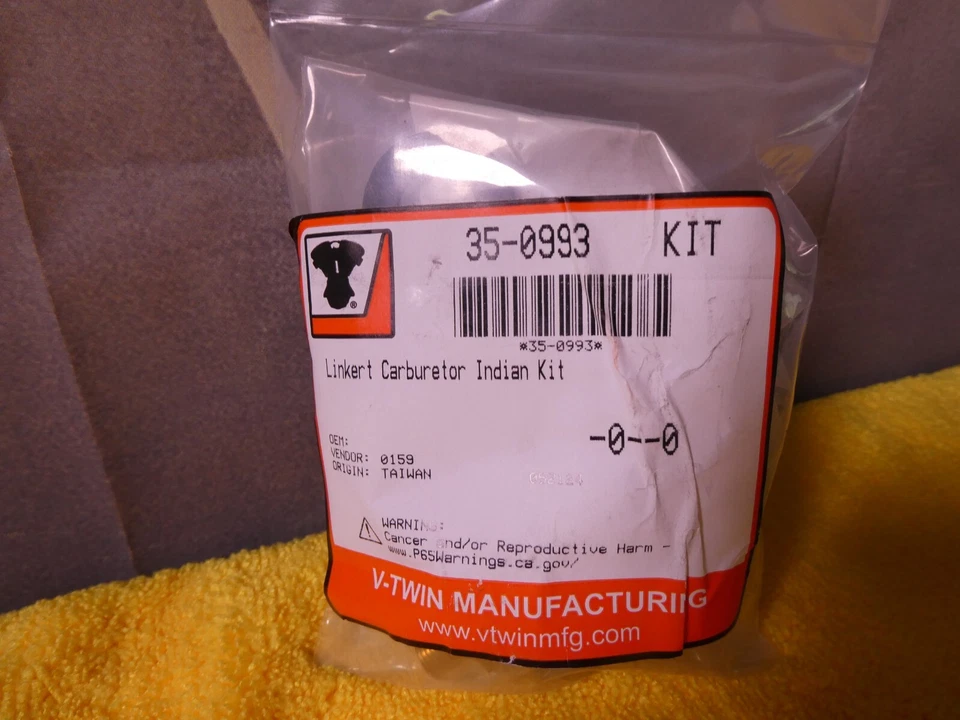 35-0993 KIT
*35-0993*
Linkert Carburetor Indian Kit
-0--0
OEM:
VENDOR: 0159
ORIGIN: TAIWAN
⚠ WARNING:
Cancer and/or Reproductive Harm -
www.P65Warnings.ca.gov/
V-TWIN MANUFACTURING
www.vtwinmfg.com